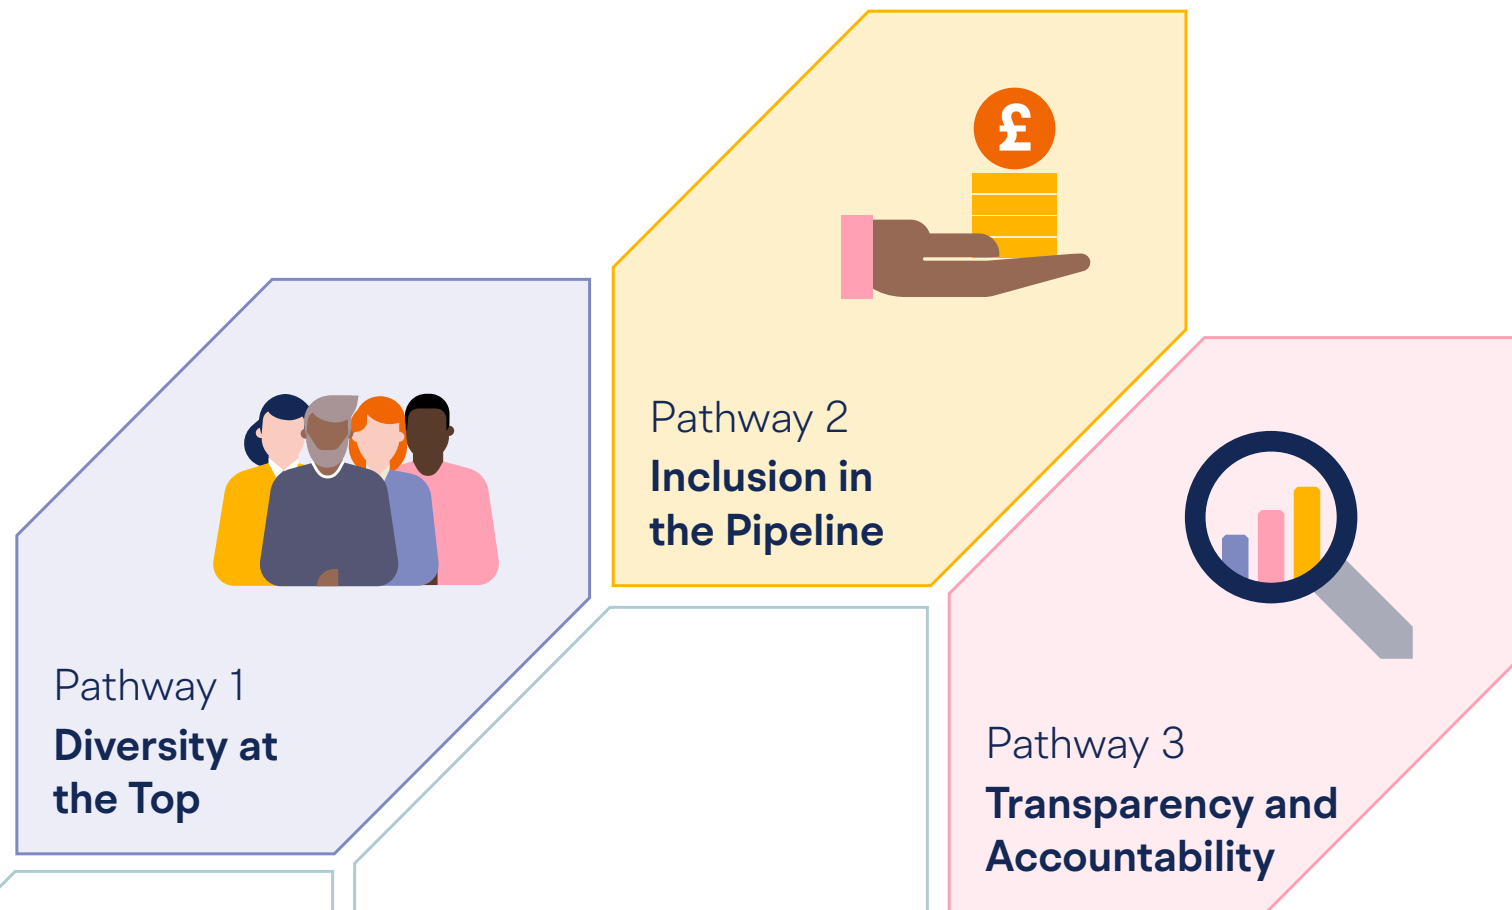 £
Pathway 2
Inclusion in
the Pipeline
Pathway 1
Diversity at
the Top
Pathway 3
Transparency and
Accountability